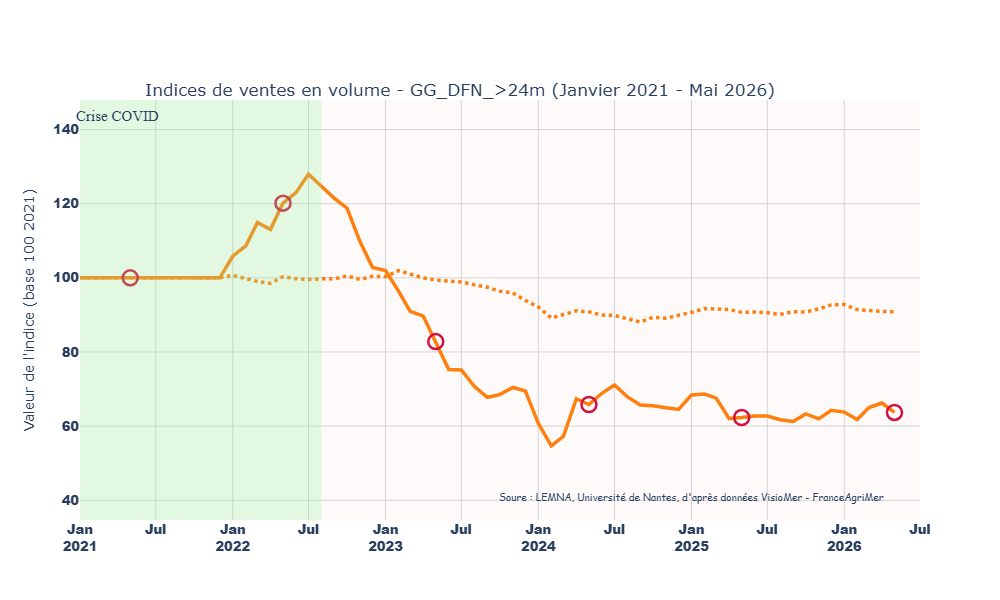 Indices de ventes en volume - GG_DFN_>24m (Janvier 2021 - Mai 2026)
Crise COVID
Valeur de l'indice (base 100 2021)
140
120
100
80
60
40
Soure : LEMNA, Université de Nantes, d'après données VisioMer - FranceAgriMer
Jan Jul Jan Jul Jan Jul Jan Jul Jan Jul Jan Jul
2021 2022 2023 2024 2025 2026